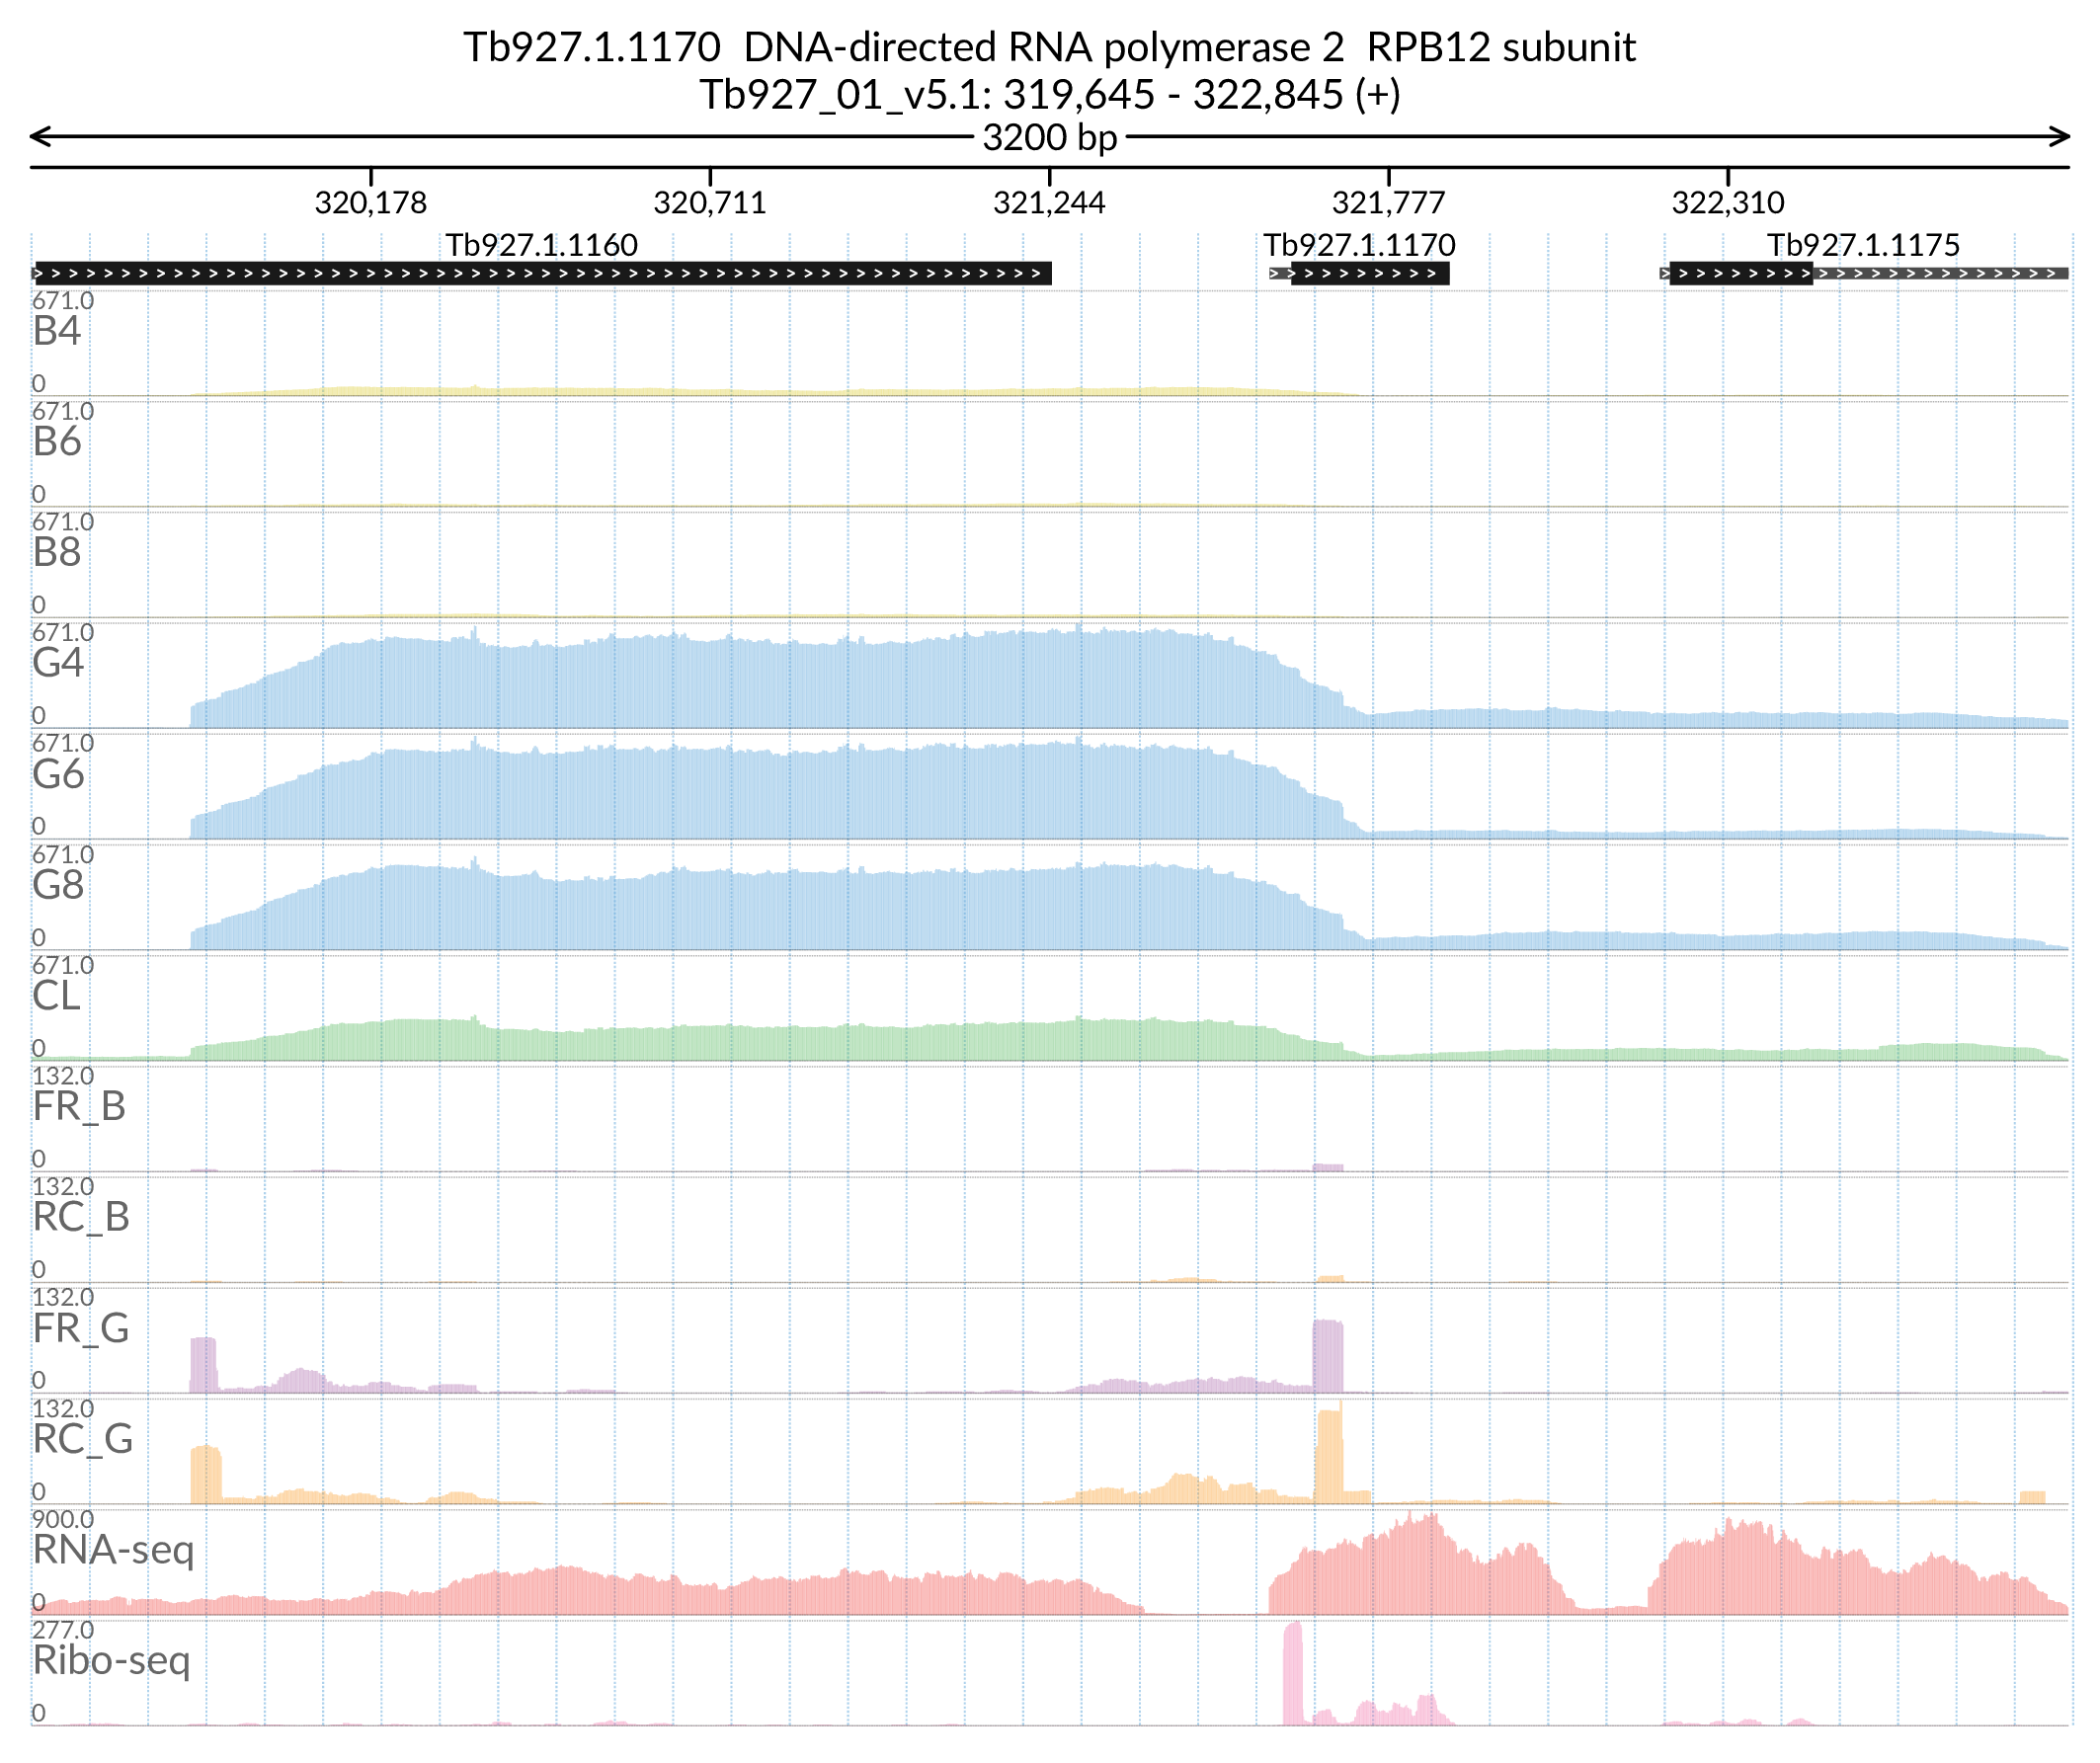 Tb927.1.1170  DNA-directed RNA polymerase 2  RPB12 subunit
Tb927_01_v5.1: 319,645 - 322,845 (+)
3200 bp
320,178 320,711 321,244 321,777 322,310
Tb927.1.1160 Tb927.1.1170 Tb927.1.1175
671.0
B4
0
671.0
B6
0
671.0
B8
0
671.0
G4
0
671.0
G6
0
671.0
G8
0
671.0
CL
0
132.0
FR_B
0
132.0
RC_B
0
132.0
FR_G
0
132.0
RC_G
0
900.0
RNA-seq
0
277.0
Ribo-seq
0